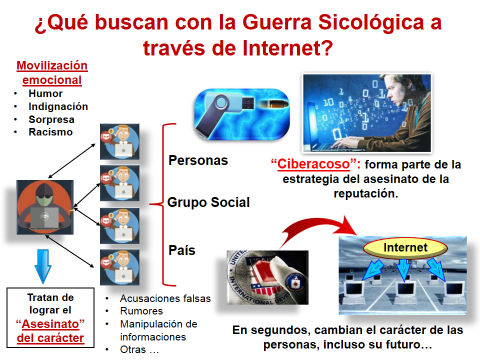 ¿Qué buscan con la Guerra Sicológica a
través de Internet?
Movilización
emocional
• Humor
• Indignación
• Sorpresa
• Racismo
Personas
Grupo Social
País
“Ciberacoso”: forma parte de la
estrategia del asesinato de la
reputación.
Internet
Tratan de
lograr el
“Asesinato”
del carácter
• Acusaciones falsas
• Rumores
• Manipulación de
informaciones
• Otras …
En segundos, cambian el carácter de las
personas, incluso su futuro…